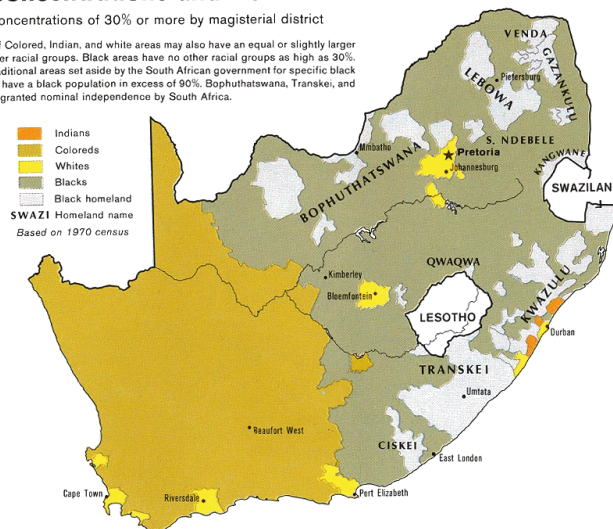 oncentrations of 30% or more by magisterial district
f Colored, Indian, and white areas may also have an equal or slightly larger
er racial groups. Black areas have no other racial groups as high as 30%.
aditional areas set aside by the South African government for specific black
have a black population in excess of 90%. Bophuthatswana, Transkei, and
granted nominal independence by South Africa.
Indians
Coloreds
Whites
Blacks
Black homeland
SWAZI Homeland name
Based on 1970 census
VENDA
GAZANKULU
LEBOWA
Pietersburg
S. NDEBELE
Mmbatho
Pretoria
Johannesburg
KANGWANE
BOPHUTHATSWANA
SWAZILAN
QWAQWA
Kimberley
Bloemfontein
KWAZULU
LESOTHO
Durban
TRANSKEI
Umtata
Beaufort West
CISKEI
East London
Cape Town
Riversdale
Port Elizabeth